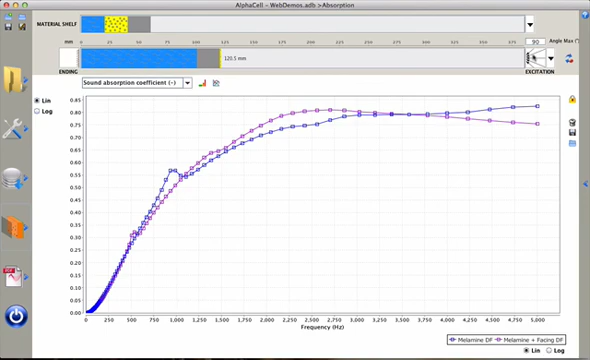 AlphaCell - WebDemos.adb >Absorption
MATERIAL SHELF
mm 25 50 75 100 125 150 175 200 225 250 275 300 325 350 375 90 Angle Max (°)
120.5 mm
ENDING EXCITATION
Sound absorption coefficient (-)
Lin
Log
0.85
0.80
0.75
0.70
0.65
0.60
0.55
0.50
0.45
0.40
0.35
0.30
0.25
0.20
0.15
0.10
0.05
0.00
0 250 500 750 1,000 1,250 1,500 1,750 2,000 2,250 2,500 2,750 3,000 3,250 3,500 3,750 4,000 4,250 4,500 4,750 5,000
Frequency (Hz)
Melamine DF Melamine + Facing DF
Lin Log
PDF